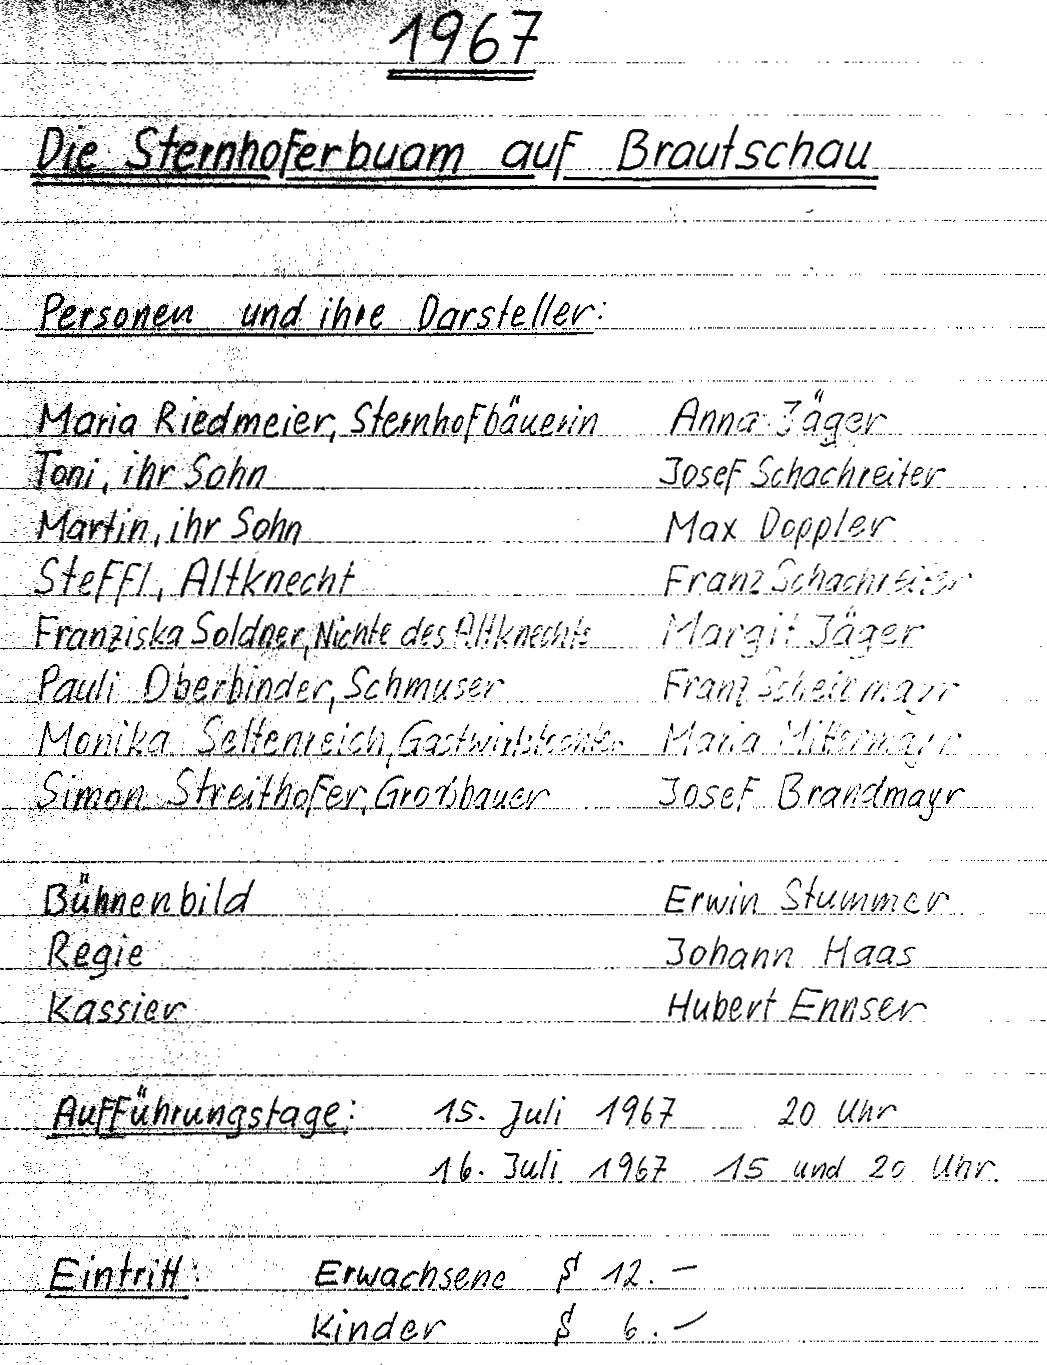 1967
Die Sternhoferbuam auf Brautschau
Personen und ihre Darsteller:
Maria Riedmeier, Sternhofbäuerin Anna Jäger
Toni, ihr Sohn Josef Schachreiter
Martin, ihr Sohn Max Doppler
Steffl, Altknecht Franz Schachreiter
Franziska Soldner, Nichte des Altknechts Margit Jäger
Pauli Oberbinder, Schmuser Franz
Monika Seltenreich, Gastwirtstochter Maria Mittermayr
Simon Streithofer, Großbauer Josef Brandmayr
Bühnenbild Erwin Stummer
Regie Johann Haas
Kassier Hubert Ennser
Aufführungstage: 15. Juli 1967 20 Uhr
16. Juli 1967 15 und 20 Uhr.
Eintritt: Erwachsene S 12.-
Kinder S 6.-